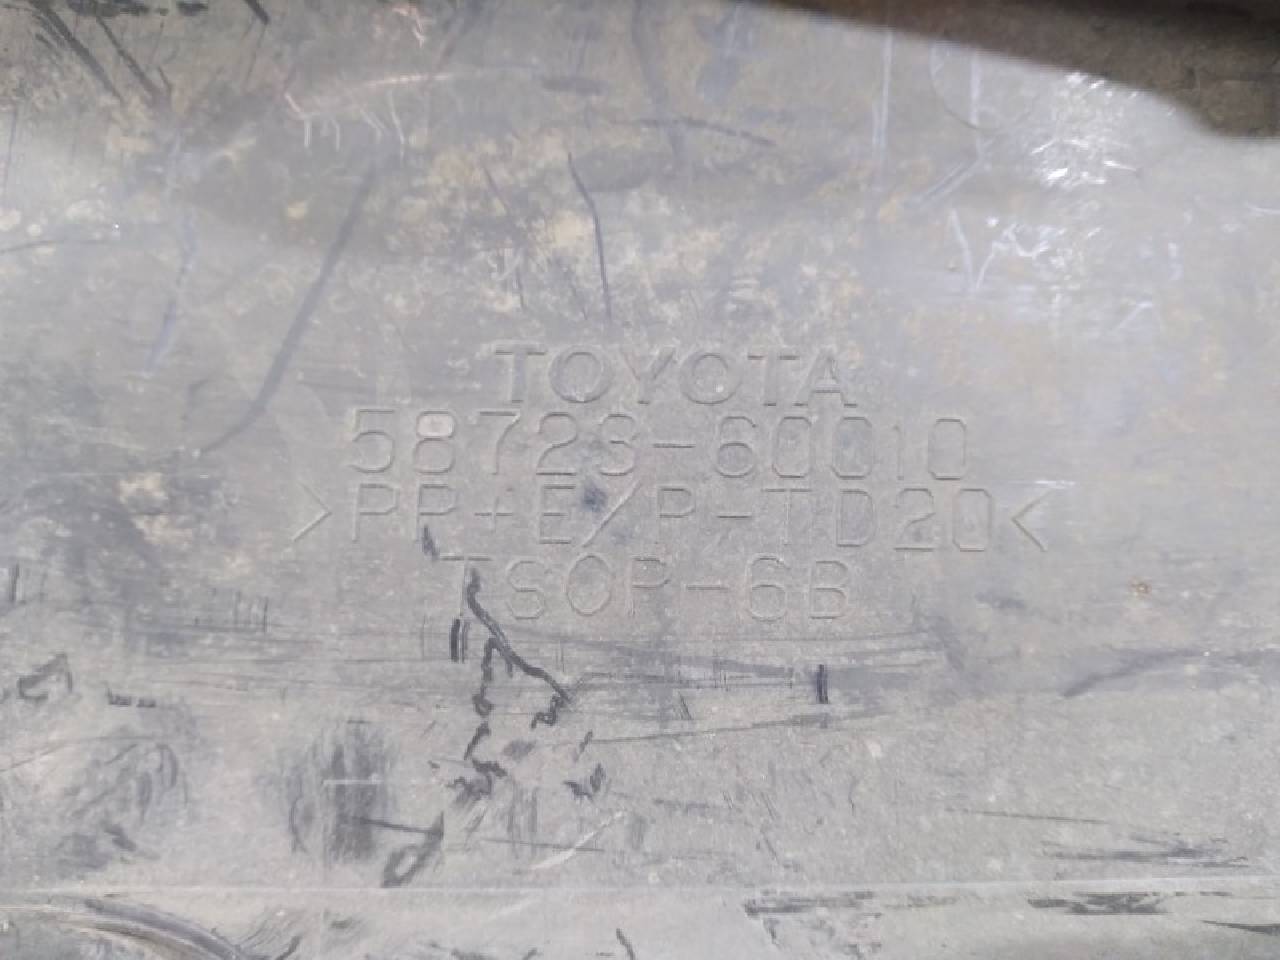 TOYOTA
58723-60010
>PP+E/P-TD20<
TSOP-6B